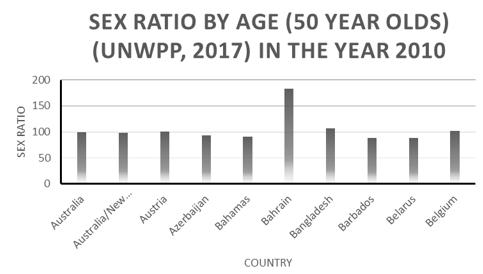 SEX RATIO BY AGE (50 YEAR OLDS)
(UNWPP, 2017) IN THE YEAR 2010
SEX RATIO
200
150
100
50
0
Australia
Australia/New...
Austria
Azerbaijan
Bahamas
Bahrain
Bangladesh
Barbados
Belarus
Belgium
COUNTRY